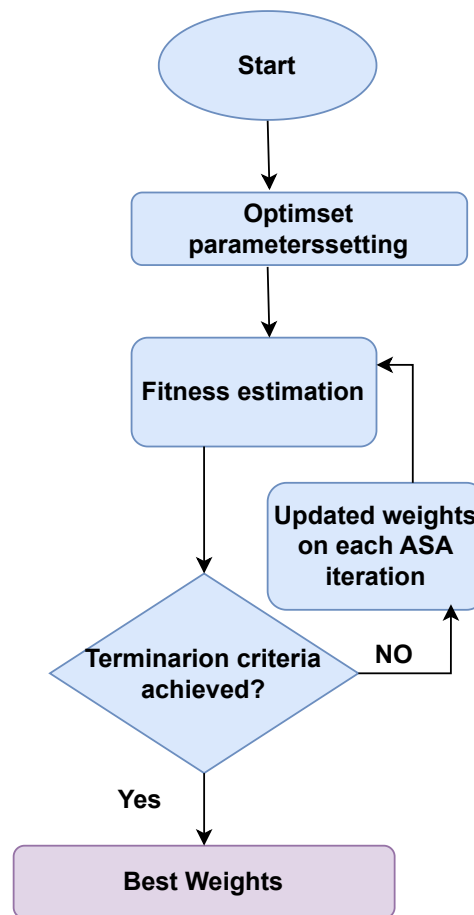 Start
Optimset
parameterssetting
Fitness estimation
Updated weights
on each ASA
iteration
Terminarion criteria
achieved?
NO
Yes
Best Weights